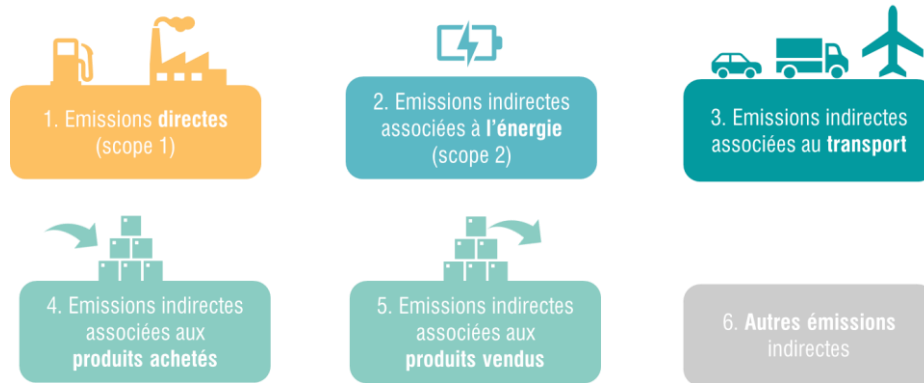 1. Emissions directes
(scope 1)
2. Emissions indirectes
associées à l'énergie
(scope 2)
3. Emissions indirectes
associées au transport
4. Emissions indirectes
associées aux
produits achetés
5. Emissions indirectes
associées aux
produits vendus
6. Autres émissions
indirectes